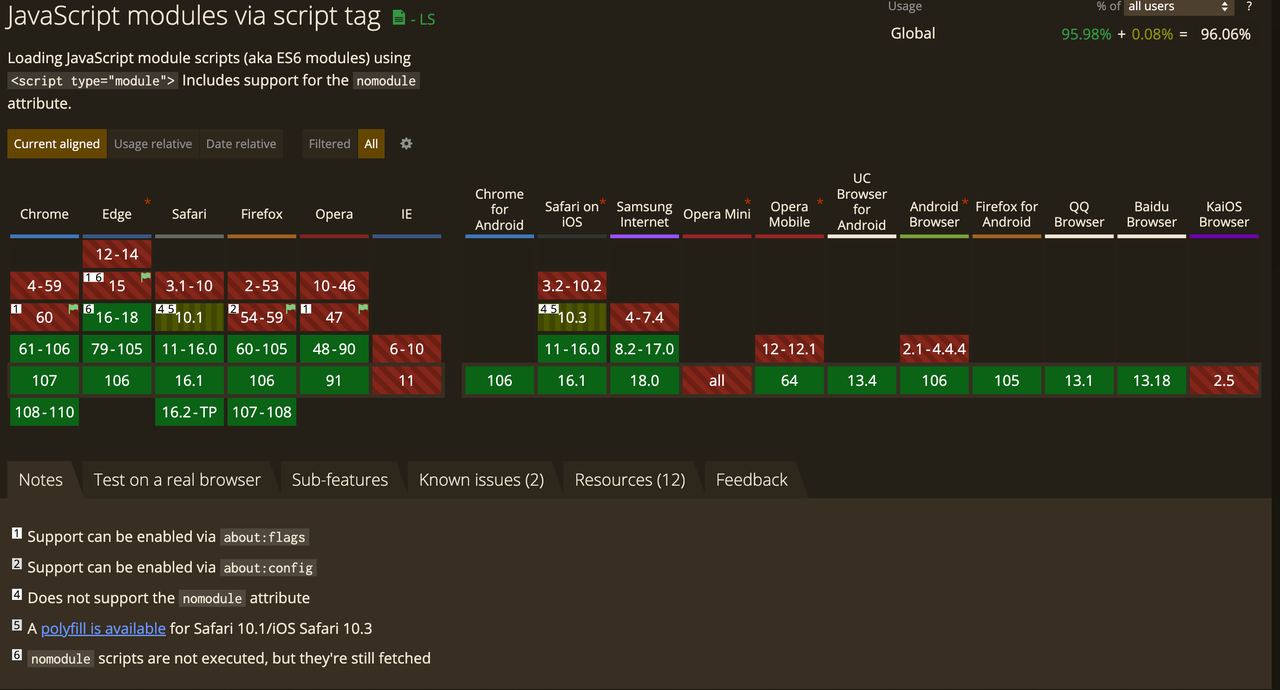 JavaScript modules via script tag - LS
Usage % of all users ?
Global 95.98% + 0.08% = 96.06%
Loading JavaScript module scripts (aka ES6 modules) using
<script type="module"> Includes support for the nomodule
attribute.
Current aligned Usage relative Date relative Filtered All
Chrome Edge * Safari Firefox Opera IE Chrome for Android Safari on iOS * Samsung Internet Opera Mini * Opera Mobile * UC Browser for Android Android Browser * Firefox for Android QQ Browser Baidu Browser KaiOS Browser
12-14
4-59 1 6 15 3.1-10 2-53 10-46 3.2-10.2
1 60 6 16-18 4 5 10.1 2 54-59 1 47 4 5 10.3 4-7.4
61-106 79-105 11-16.0 60-105 48-90 6-10 11-16.0 8.2-17.0 12-12.1 2.1-4.4.4
107 106 16.1 106 91 11 106 16.1 18.0 all 64 13.4 106 105 13.1 13.18 2.5
108-110 16.2-TP 107-108
Notes Test on a real browser Sub-features Known issues (2) Resources (12) Feedback
1 Support can be enabled via about:flags
2 Support can be enabled via about:config
4 Does not support the nomodule attribute
5 A polyfill is available for Safari 10.1/iOS Safari 10.3
6 nomodule scripts are not executed, but they're still fetched